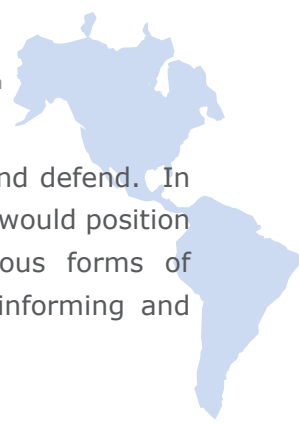 nd defend. In
would position
ous forms of
informing and